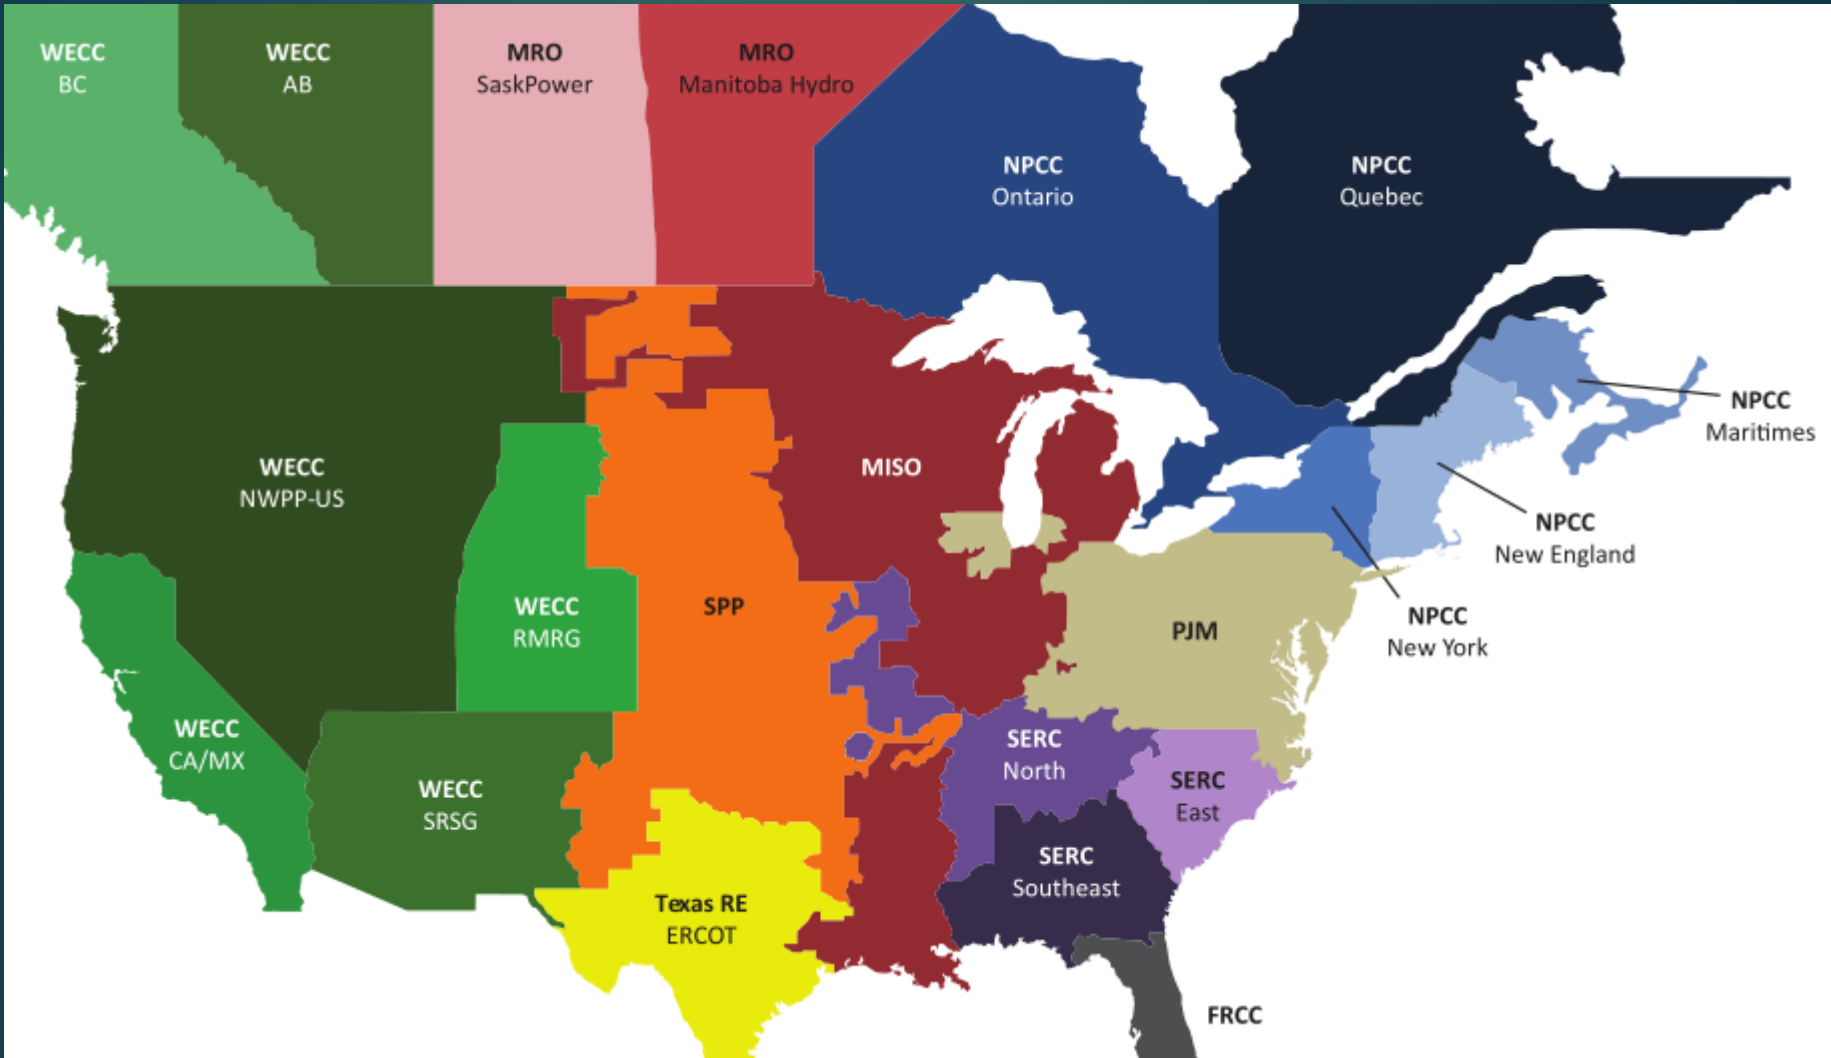 WECC
BC
WECC
AB
MRO
SaskPower
MRO
Manitoba Hydro
NPCC
Ontario
NPCC
Quebec
NPCC
Maritimes
WECC
NWPP-US
MISO
NPCC
New England
WECC
RMRG
SPP
PJM
NPCC
New York
WECC
CA/MX
WECC
SRSG
SERC
North
SERC
East
SERC
Southeast
Texas RE
ERCOT
FRCC